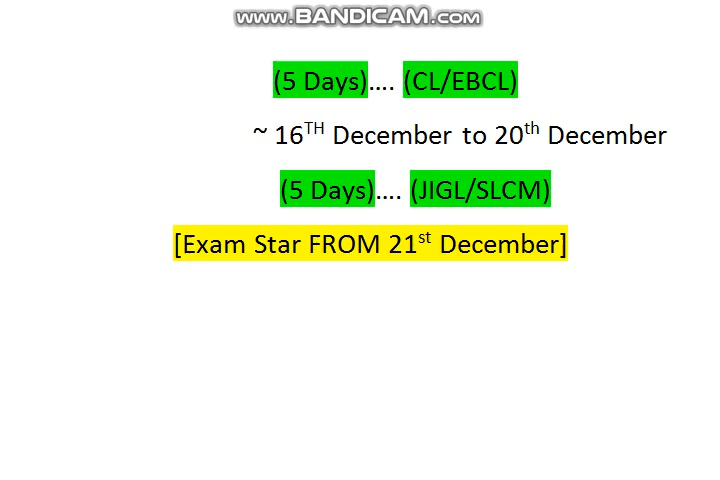 www.BANDICAM.com
(5 Days).... (CL/EBCL)
~ 16TH December to 20th December
(5 Days).... (JIGL/SLCM)
[Exam Star FROM 21st December]